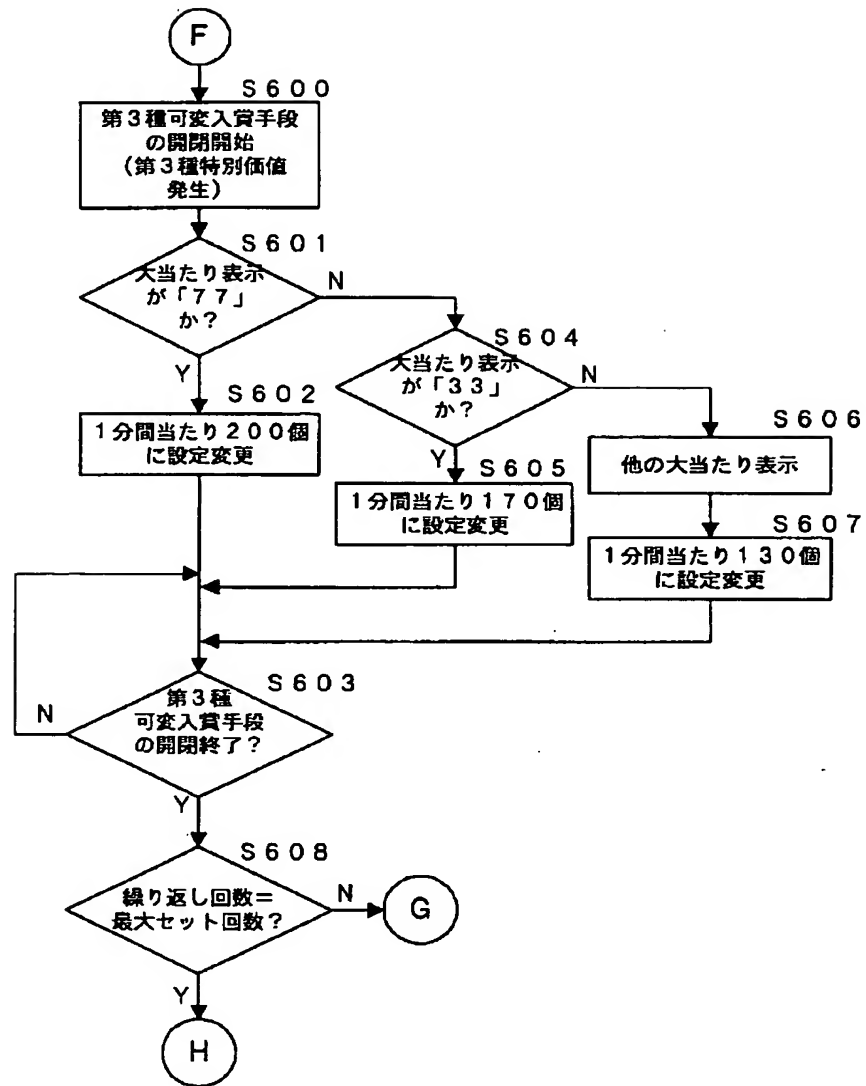 F
S600
第3種可変入賞手段
の開閉開始
(第3種特別価値
発生)
S601
大当たり表示
が「77」
か?
N
Y
S604
大当たり表示
が「33」
か?
N
Y
S602
1分間当たり200個
に設定変更
S605
1分間当たり170個
に設定変更
S606
他の大当たり表示
S607
1分間当たり130個
に設定変更
S603
第3種
可変入賞手段
の開閉終了?
N
Y
S608
繰り返し回数=
最大セット回数?
N
G
Y
H